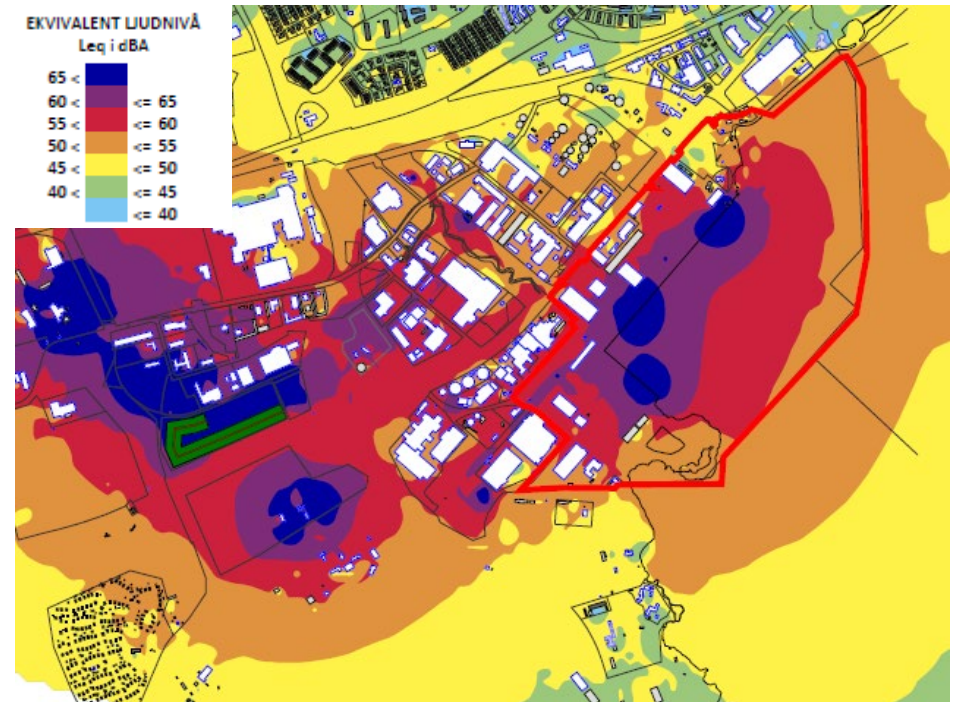 EKVIVALENT LJUDNIVÅ
Leq i dBA
65 <
60 < <= 65
55 < <= 60
50 < <= 55
45 < <= 50
40 < <= 45
<= 40